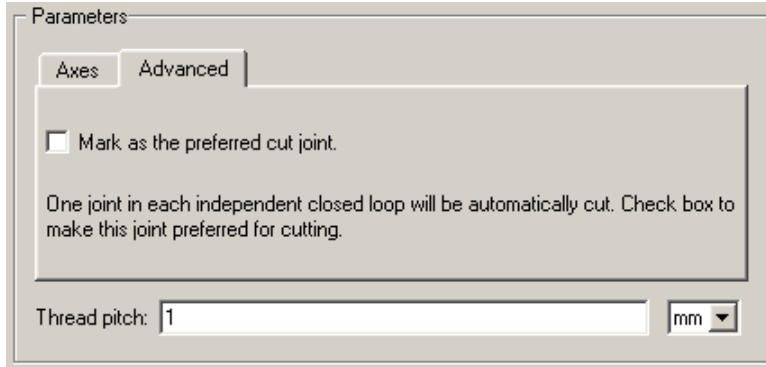 Parameters
Axes Advanced
Mark as the preferred cut joint.
One joint in each independent closed loop will be automatically cut. Check box to
make this joint preferred for cutting.
Thread pitch: 1 mm